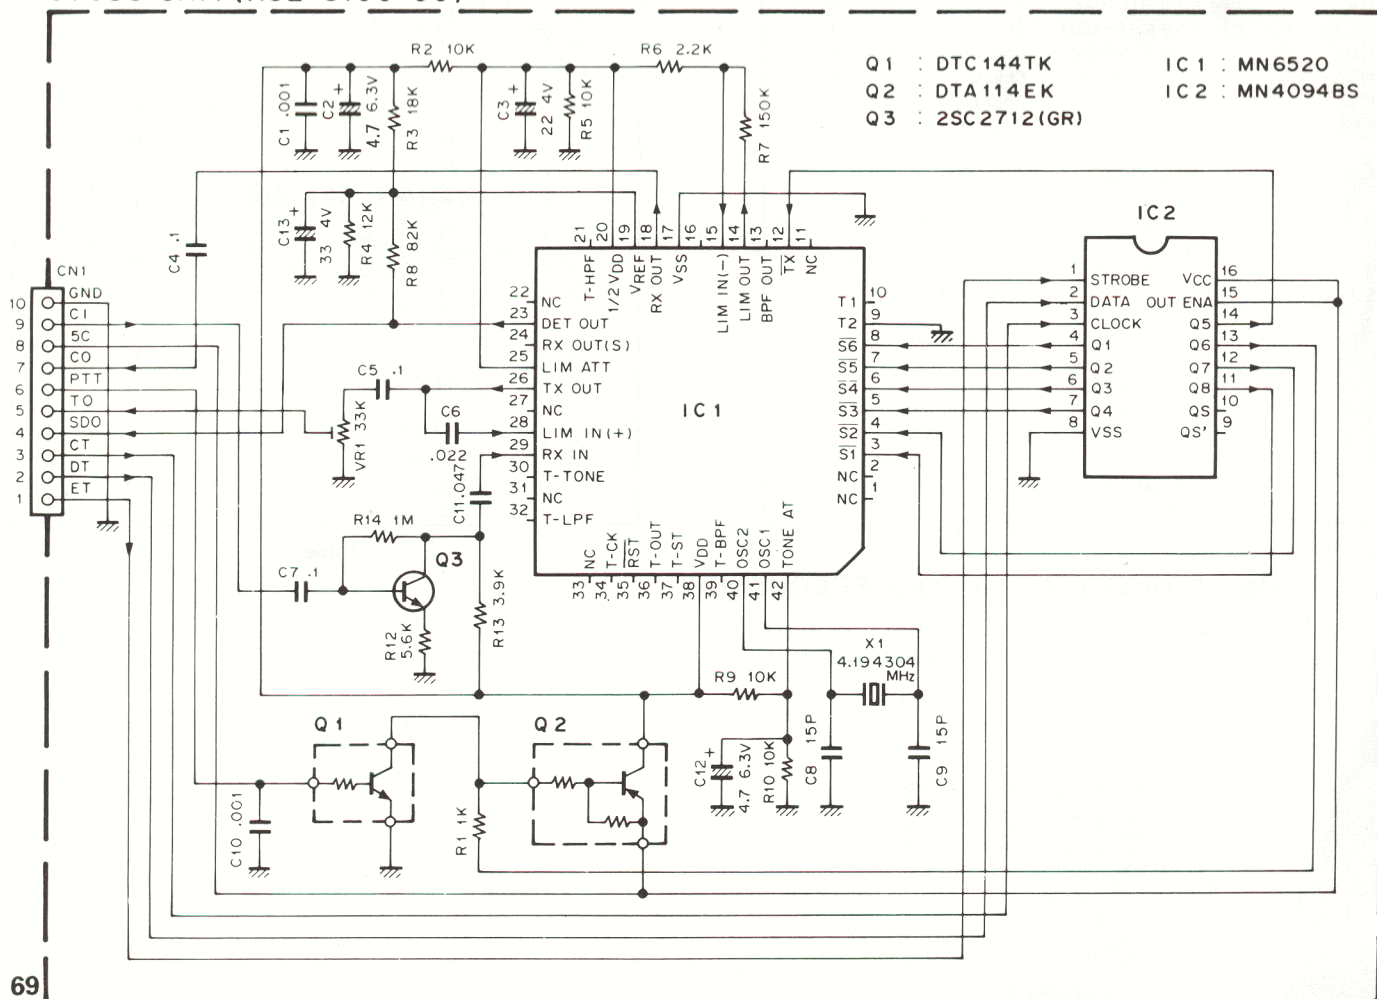 R2 10K
R6 2.2K
Q1 : DTC144TK
IC1 : MN6520
Q2 : DTA114EK
IC2 : MN4094BS
Q3 : 2SC2712(GR)
C1 .001
C2 + 4.7 6.3V
R3 18K
C3 + 22 4V
R5 10K
R7 150K
C4 .1
C13 + 33 4V
R4 12K
R8 82K
IC2
CN1
10 GND
9 CI
8 5C
7 CO
6 PTT
5 TO
4 SDO
3 CT
2 DT
1 ET
21 T-HPF
20 1/2 VDD
19 VREF
18 RX OUT
17 VSS
16
15 LIM IN(-)
14 LIM OUT
13 BPF OUT
12 TX
11 NC
22 NC
23 DET OUT
24 RX OUT(S)
25 LIM ATT
26 TX OUT
27 NC
28 LIM IN(+)
29 RX IN
30 T-TONE
31 NC
32 T-LPF
IC1
T1 10
T2 9
S6 8
S5 7
S4 6
S3 5
S2 4
S1 3
NC 2
NC 1
33 NC
34 T-CK
35 RST
36 T-OUT
37 T-ST
38 VDD
39 T-BPF
40 OSC2
41 OSC1
42 TONE AT
1 STROBE
2 DATA
3 CLOCK
4 Q1
5 Q2
6 Q3
7 Q4
8 VSS
VCC 16
OUT ENA 15
Q5 14
Q6 13
Q7 12
Q8 11
QS 10
QS' 9
C5 .1
VR1 33K
C6
.022
C11 .047
R14 1M
Q3
C7 .1
R12
5.6K
R13 3.9K
X1
4.194304
MHz
R9 10K
Q1
Q2
C12 + 4.7 6.3V
R10 10K
C8 15P
C9 15P
C10 .001
R1 1K
69